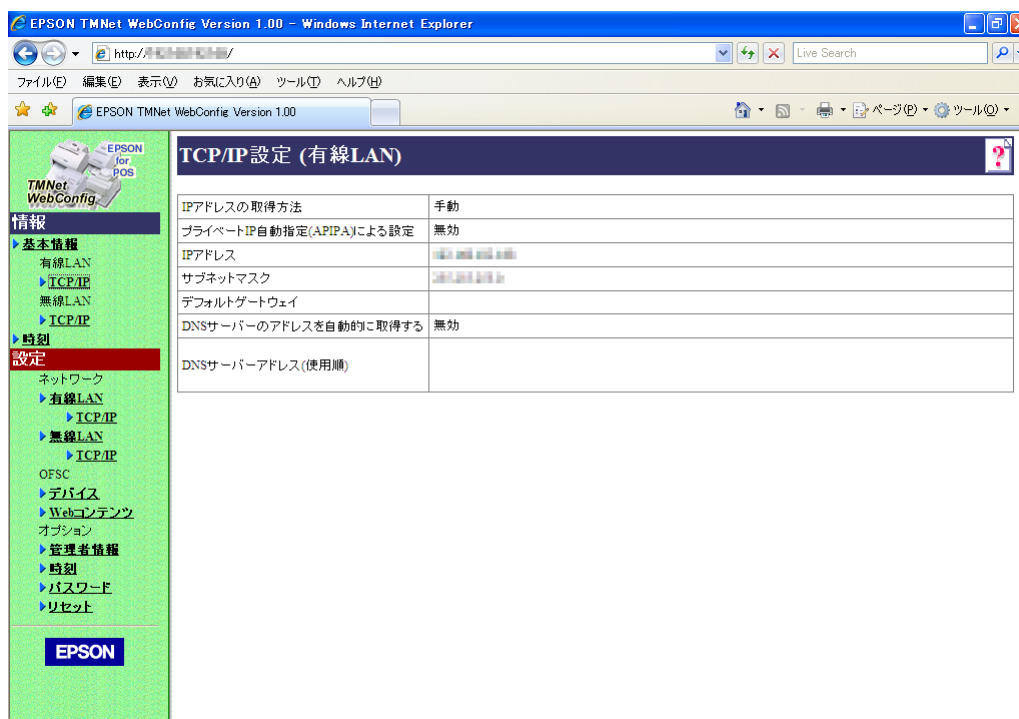 EPSON TMNet WebConfig Version 1.00 - Windows Internet Explorer
http://
/
Live Search
ファイル(F) 編集(E) 表示(V) お気に入り(A) ツール(T) ヘルプ(H)
EPSON TMNet WebConfig Version 1.00
ページ(P) ツール(O)
EPSON
for
POS
TMNet
WebConfig
情報
基本情報
有線LAN
TCP/IP
無線LAN
TCP/IP
時刻
設定
ネットワーク
有線LAN
TCP/IP
無線LAN
TCP/IP
OFSC
デバイス
Webコンテンツ
オプション
管理者情報
時刻
パスワード
リセット
EPSON
TCP/IP設定 (有線LAN)
?
IPアドレスの取得方法 手動
プライベートIP自動指定(APIPA)による設定 無効
IPアドレス
サブネットマスク
デフォルトゲートウェイ
DNSサーバーのアドレスを自動的に取得する 無効
DNSサーバーアドレス(使用順)